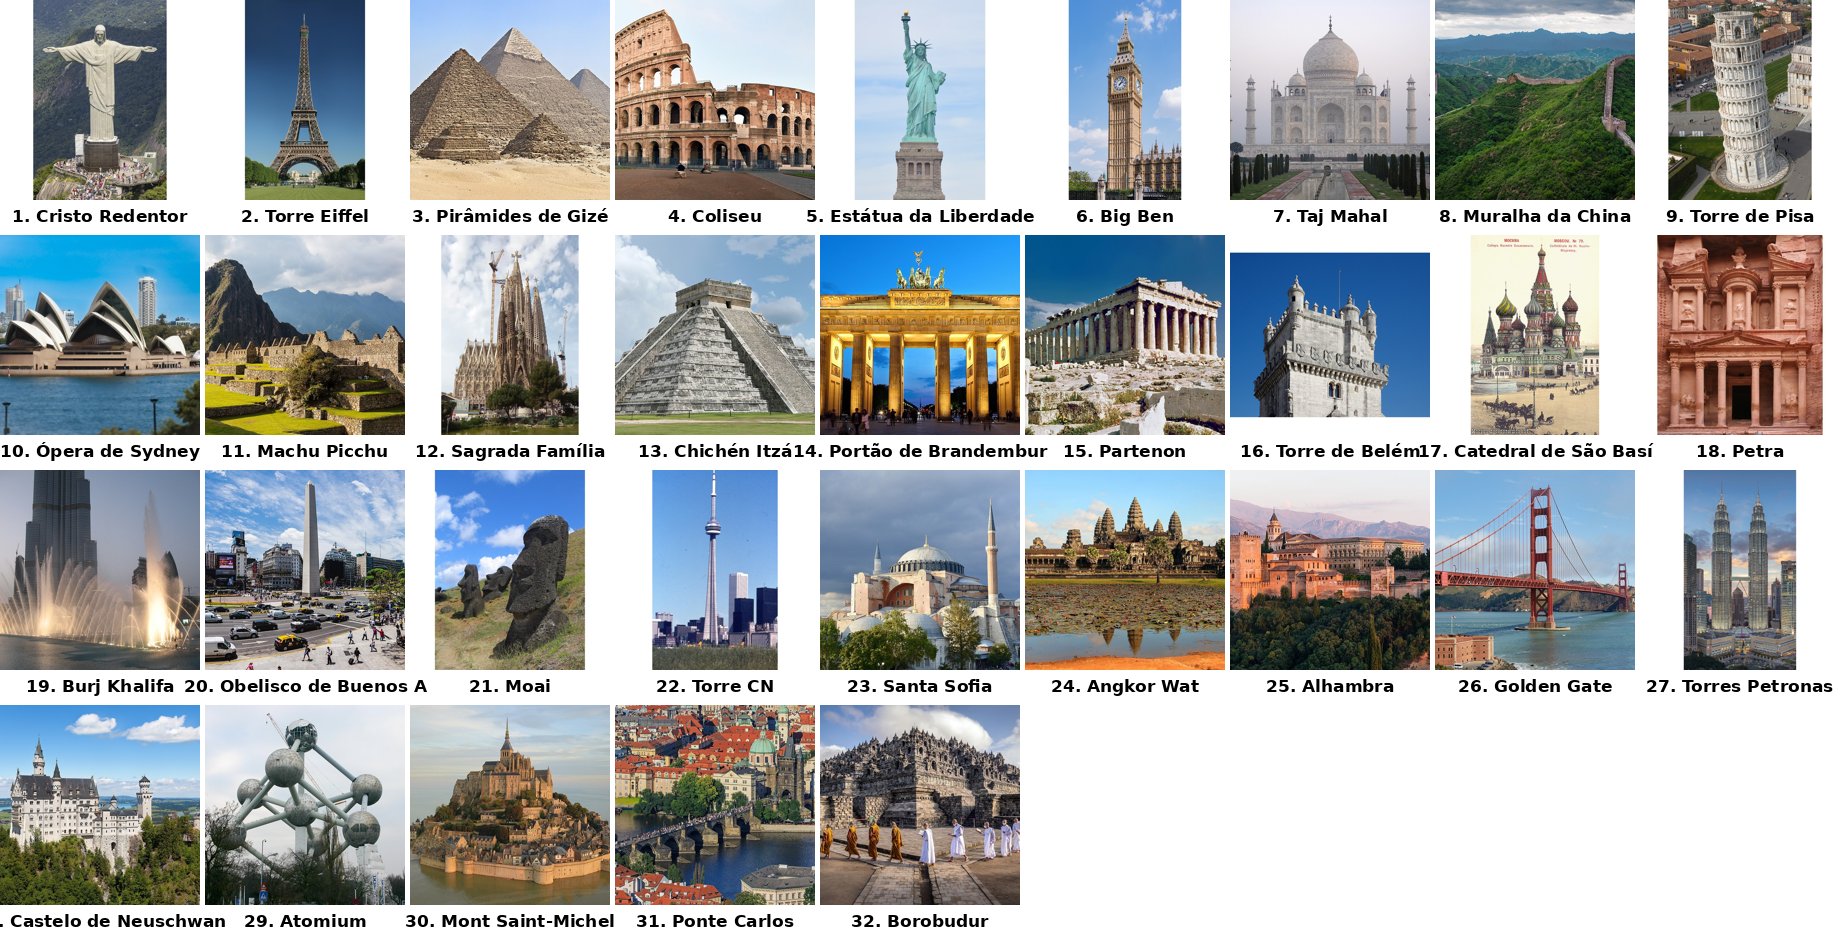 1. Cristo Redentor
2. Torre Eiffel
3. Pirâmides de Gizé
4. Coliseu
5. Estátua da Liberdade
6. Big Ben
7. Taj Mahal
8. Muralha da China
9. Torre de Pisa
10. Ópera de Sydney
11. Machu Picchu
12. Sagrada Família
13. Chichén Itzá
14. Portão de Brandembur
15. Partenon
16. Torre de Belém
17. Catedral de São Basí
18. Petra
19. Burj Khalifa
20. Obelisco de Buenos A
21. Moai
22. Torre CN
23. Santa Sofia
24. Angkor Wat
25. Alhambra
26. Golden Gate
27. Torres Petronas
. Castelo de Neuschwan
29. Atomium
30. Mont Saint-Michel
31. Ponte Carlos
32. Borobudur